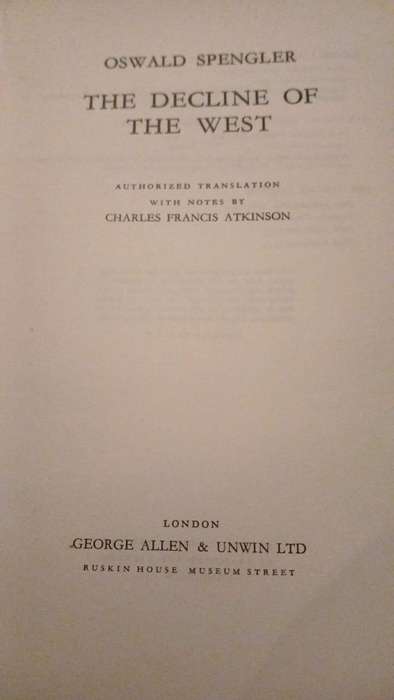 OSWALD SPENGLER
THE DECLINE OF
THE WEST
AUTHORIZED TRANSLATION
WITH NOTES BY
CHARLES FRANCIS ATKINSON
LONDON
GEORGE ALLEN & UNWIN LTD
RUSKIN HOUSE MUSEUM STREET